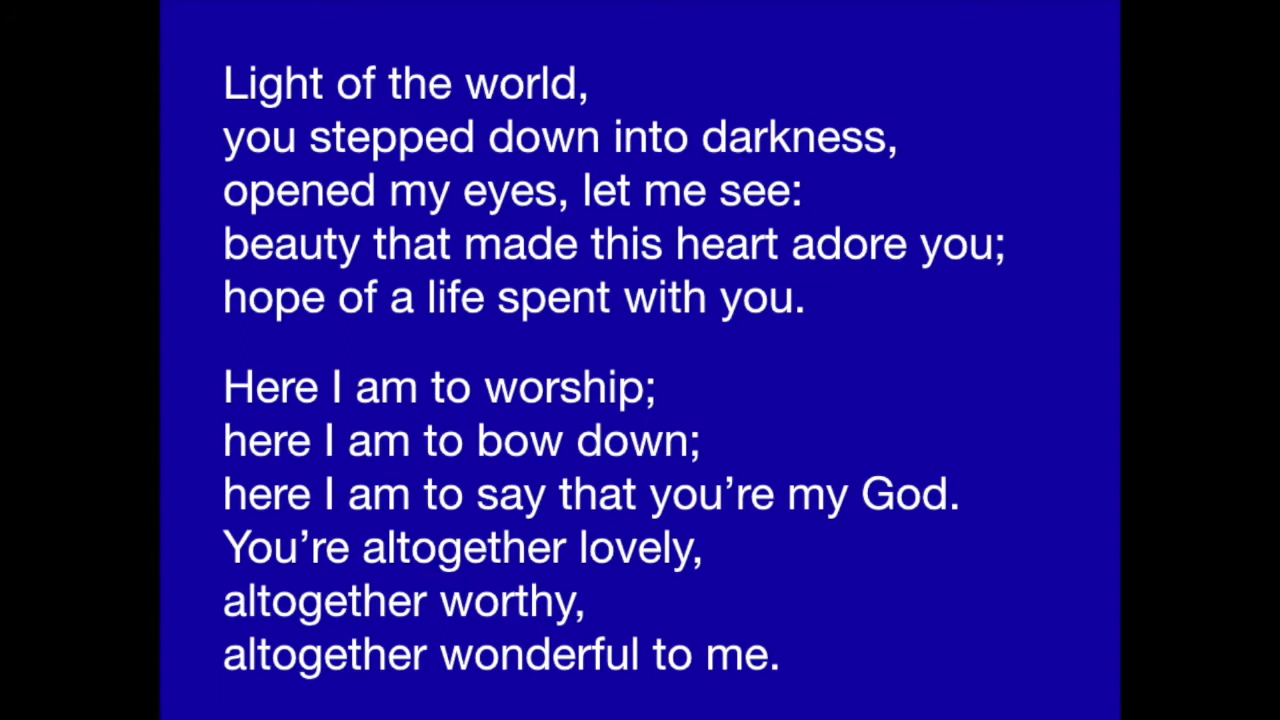 Light of the world,
you stepped down into darkness,
opened my eyes, let me see:
beauty that made this heart adore you;
hope of a life spent with you.
Here I am to worship;
here I am to bow down;
here I am to say that you’re my God.
You’re altogether lovely,
altogether worthy,
altogether wonderful to me.